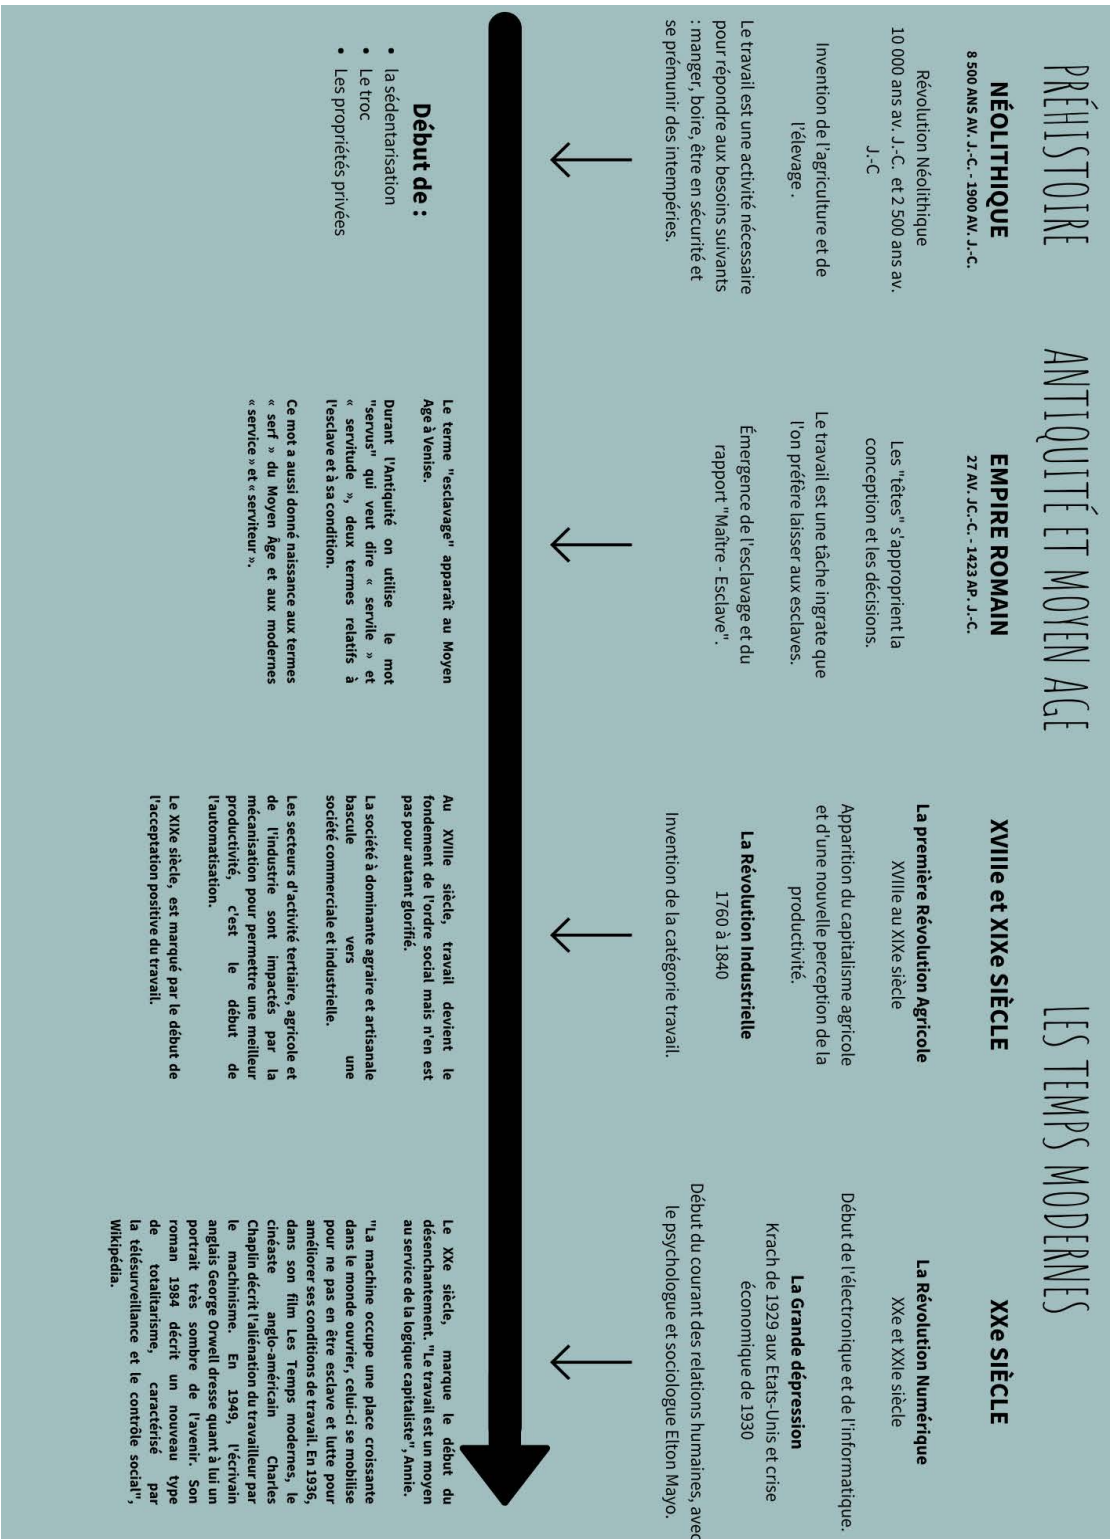 PRÉHISTOIRE
NÉOLITHIQUE
8 500 ANS AV. J.-C. - 1900 AV. J.-C.
Révolution Néolithique
10 000 ans av. J.-C. et 2 500 ans av.
J.-C
Invention de l'agriculture et de
l'élevage .
Le travail est une activité nécessaire
pour répondre aux besoins suivants
: manger, boire, être en sécurité et
se prémunir des intempéries.
Début de :
• la sédentarisation
• Le troc
• Les propriétés privées
ANTIQUITÉ ET MOYEN AGE
EMPIRE ROMAIN
27 AV. JC.-C. - 1423 AP. J.-C.
Les "têtes" s'approprient la
conception et les décisions.
Le travail est une tâche ingrate que
l'on préfère laisser aux esclaves.
Émergence de l'esclavage et du
rapport "Maître - Esclave".
Le terme "esclavage" apparaît au Moyen
Age à Venise.
Durant l'Antiquité on utilise le mot
"servus" qui veut dire « servile » et
« servitude », deux termes relatifs à
l'esclave et à sa condition.
Ce mot a aussi donné naissance aux termes
« serf » du Moyen Âge et aux modernes
« service » et « serviteur ».
LES TEMPS MODERNES
XVIIIe et XIXe SIÈCLE
La première Révolution Agricole
XVIIIe au XIXe siècle
Apparition du capitalisme agricole
et d'une nouvelle perception de la
productivité.
La Révolution Industrielle
1760 à 1840
Invention de la catégorie travail.
Au XVIIIe siècle, travail devient le
fondement de l'ordre social mais n'en est
pas pour autant glorifié.
La société à dominante agraire et artisanale
bascule vers une
société commerciale et industrielle.
Les secteurs d'activité tertiaire, agricole et
de l'industrie sont impactés par la
mécanisation pour permettre une meilleur
productivité, c'est le début de
l'automatisation.
Le XIXe siècle, est marqué par le début de
l'acceptation positive du travail.
XXe SIÈCLE
La Révolution Numérique
XXe et XXIe siècle
Début de l'électronique et de l'informatique.
La Grande dépression
Krach de 1929 aux Etats-Unis et crise
économique de 1930
Début du courant des relations humaines, avec
le psychologue et sociologue Elton Mayo.
Le XXe siècle, marque le début du
désenchantement. "Le travail est un moyen
au service de la logique capitaliste", Annie.
"La machine occupe une place croissante
dans le monde ouvrier, celui-ci se mobilise
pour ne pas en être esclave et lutte pour
améliorer ses conditions de travail. En 1936,
dans son film Les Temps modernes, le
cinéaste anglo-américain Charles
Chaplin décrit l'aliénation du travailleur par
le machinisme. En 1949, l'écrivain
anglais George Orwell dresse quant à lui un
portrait très sombre de l'avenir. Son
roman 1984 décrit un nouveau type
de totalitarisme, caractérisé par
la télésurveillance et le contrôle social",
Wikipédia.